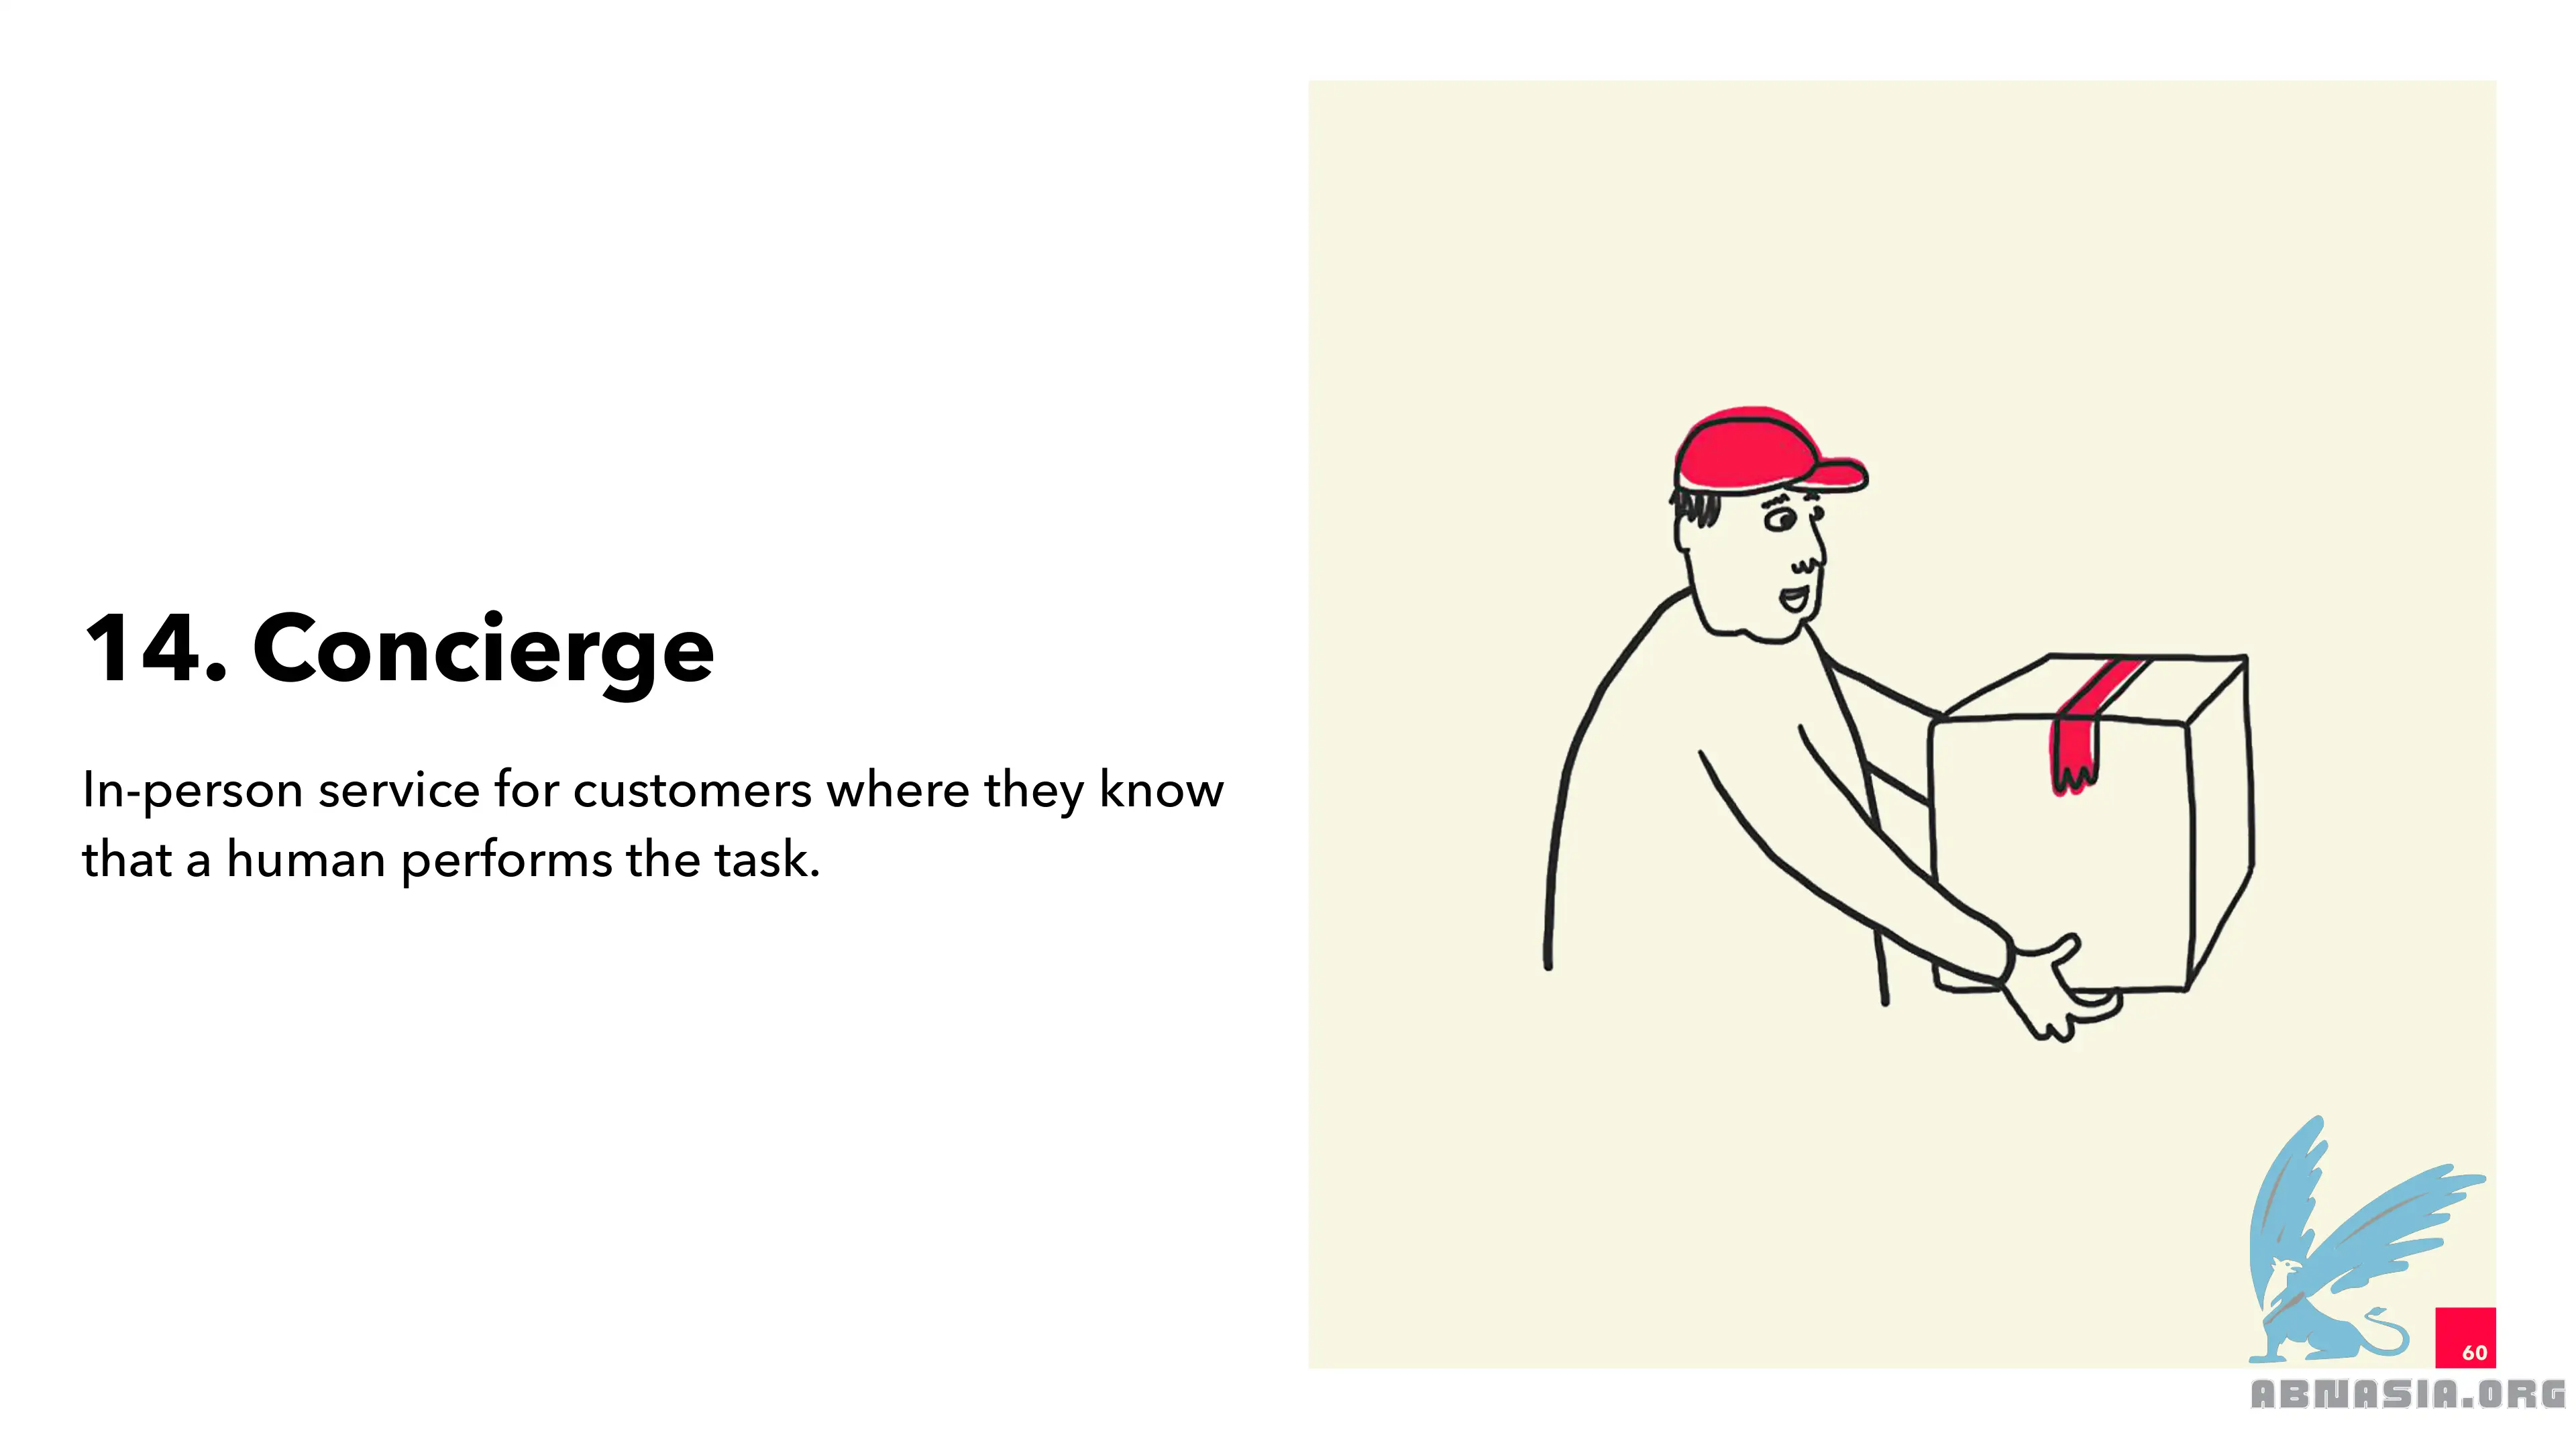 14. Concierge
In-person service for customers where they know
that a human performs the task.
60
ABNASIA.ORG